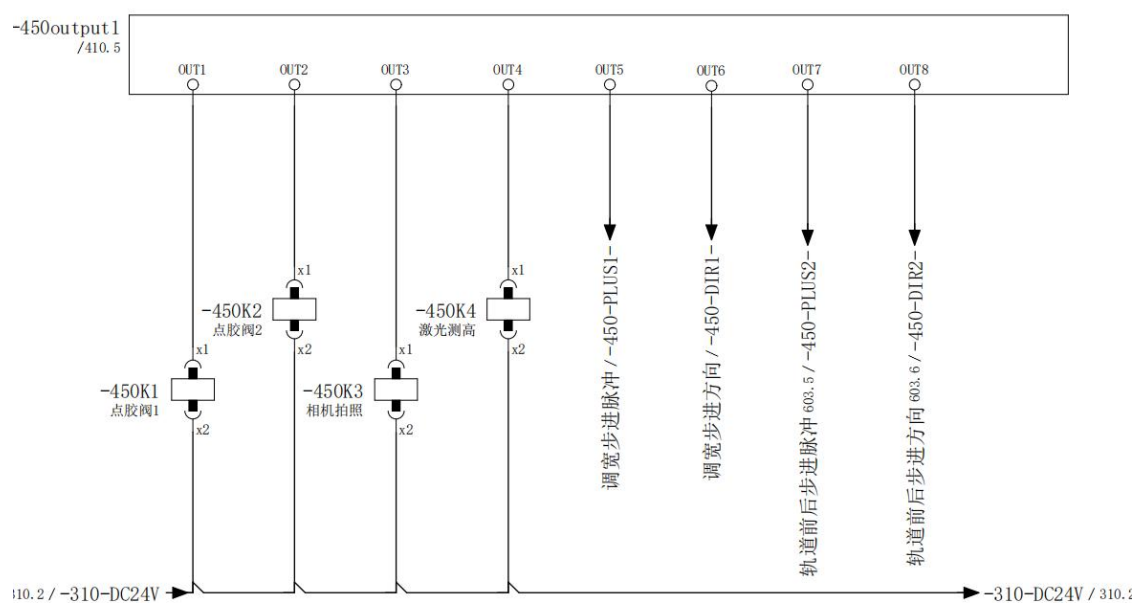 -450output1
/410.5
OUT1 OUT2 OUT3 OUT4 OUT5 OUT6 OUT7 OUT8
x1
-450K2
点胶阀2
x2
x1
-450K4
激光测高
x2
x1
-450K1
点胶阀1
x2
x1
-450K3
相机拍照
x2
调宽步进脉冲/-450-PLUS1-
调宽步进方向/-450-DIR1-
轨道前后步进脉冲 603.5/-450-PLUS2-
轨道前后步进方向 603.6/-450-DIR2-
310.2/-310-DC24V
-310-DC24V/310.2